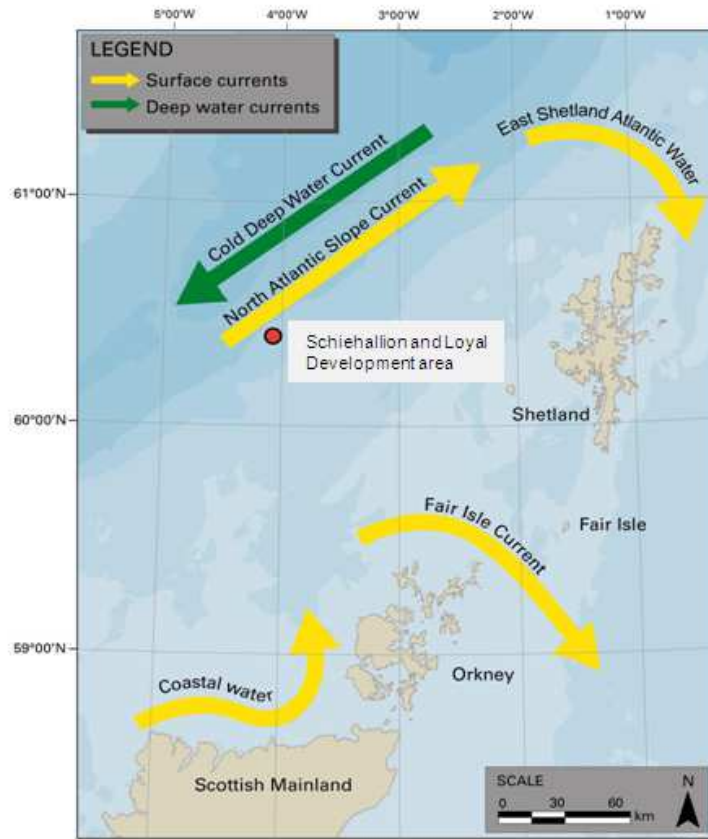 5°00'W
4°00'W
3°00'W
2°00'W
1°00'W
LEGEND
Surface currents
Deep water currents
East Shetland Atlantic Water
61°00'N
Cold Deep Water Current
North Atlantic Slope Current
Schiehallion and Loyal
Development area
60°00'N
Shetland
Fair Isle Current
Fair Isle
59°00'N
Orkney
Coastal water
Scottish Mainland
SCALE
N
0 30 60
km